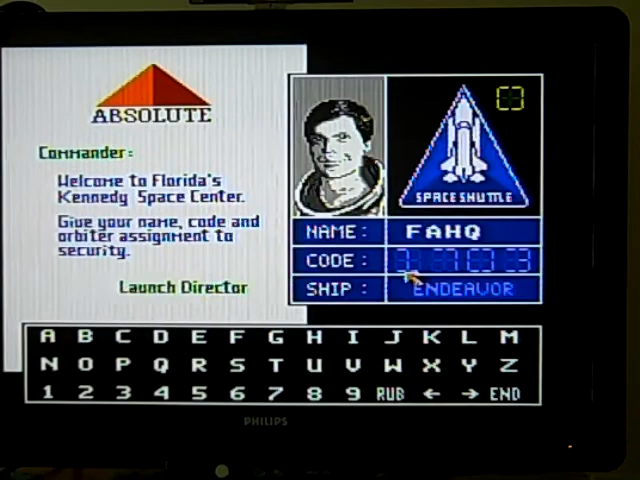 ABSOLUTE
Commander:
Welcome to Florida's
Kennedy Space Center.
Give your name, code and
orbiter assignment to
security.
Launch Director
SPACE SHUTTLE
NAME: FAHQ
CODE:
SHIP: ENDEAVOR
A B C D E F G H I J K L M
N O P Q R S T U V W X Y Z
1 2 3 4 5 6 7 8 9 RUB ← → END
PHILIPS